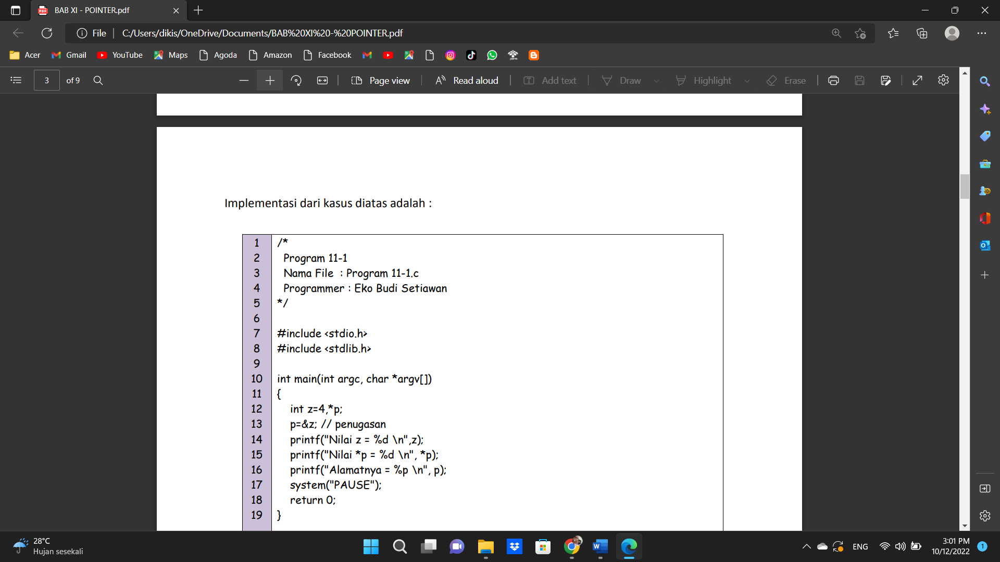 BAB XI - POINTER.pdf
File
C:/Users/dikis/OneDrive/Documents/BAB%20XI%20-%20POINTER.pdf
Acer Gmail YouTube Maps Agoda Amazon Facebook
3 of 9 Page view Read aloud Add text Draw Highlight Erase
Implementasi dari kasus diatas adalah :
1 /*
2 Program 11-1
3 Nama File : Program 11-1.c
4 Programmer : Eko Budi Setiawan
5 */
6
7 #include <stdio.h>
8 #include <stdlib.h>
9
10 int main(int argc, char *argv[])
11 {
12 int z=4,*p;
13 p=&z; // penugasan
14 printf("Nilai z = %d \n",z);
15 printf("Nilai *p = %d \n", *p);
16 printf("Alamatnya = %p \n", p);
17 system("PAUSE");
18 return 0;
19 }
28°C
Hujan sesekali
ENG
3:01 PM
10/12/2022
1